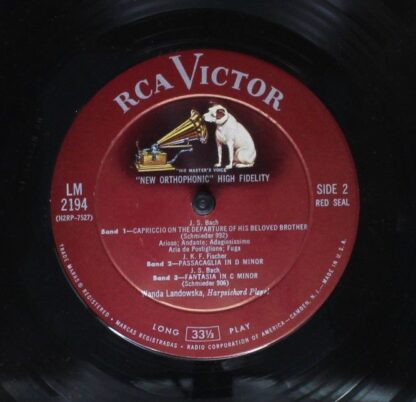 RCA VICTOR
"HIS MASTER'S VOICE"
"NEW ORTHOPHONIC" HIGH FIDELITY
LM
2194
(H2RP-7527)
SIDE 2
RED SEAL
J. S. Bach
Band 1—CAPRICCIO ON THE DEPARTURE OF HIS BELOVED BROTHER
(Schmieder 992)
Arioso; Andante; Adagiosissimo
Aria de Postiglione; Fuga
J. K. F. Fischer
Band 2—PASSACAGLIA IN D MINOR
J. S. Bach
Band 3—FANTASIA IN C MINOR
(Schmieder 906)
Wanda Landowska, Harpsichord Pleyel
LONG 33⅓ PLAY
TRADE MARKS ® REGISTERED • MARCAS REGISTRADAS • RADIO CORPORATION OF AMERICA—CAMDEN, N. J.—MADE IN U.S.A.